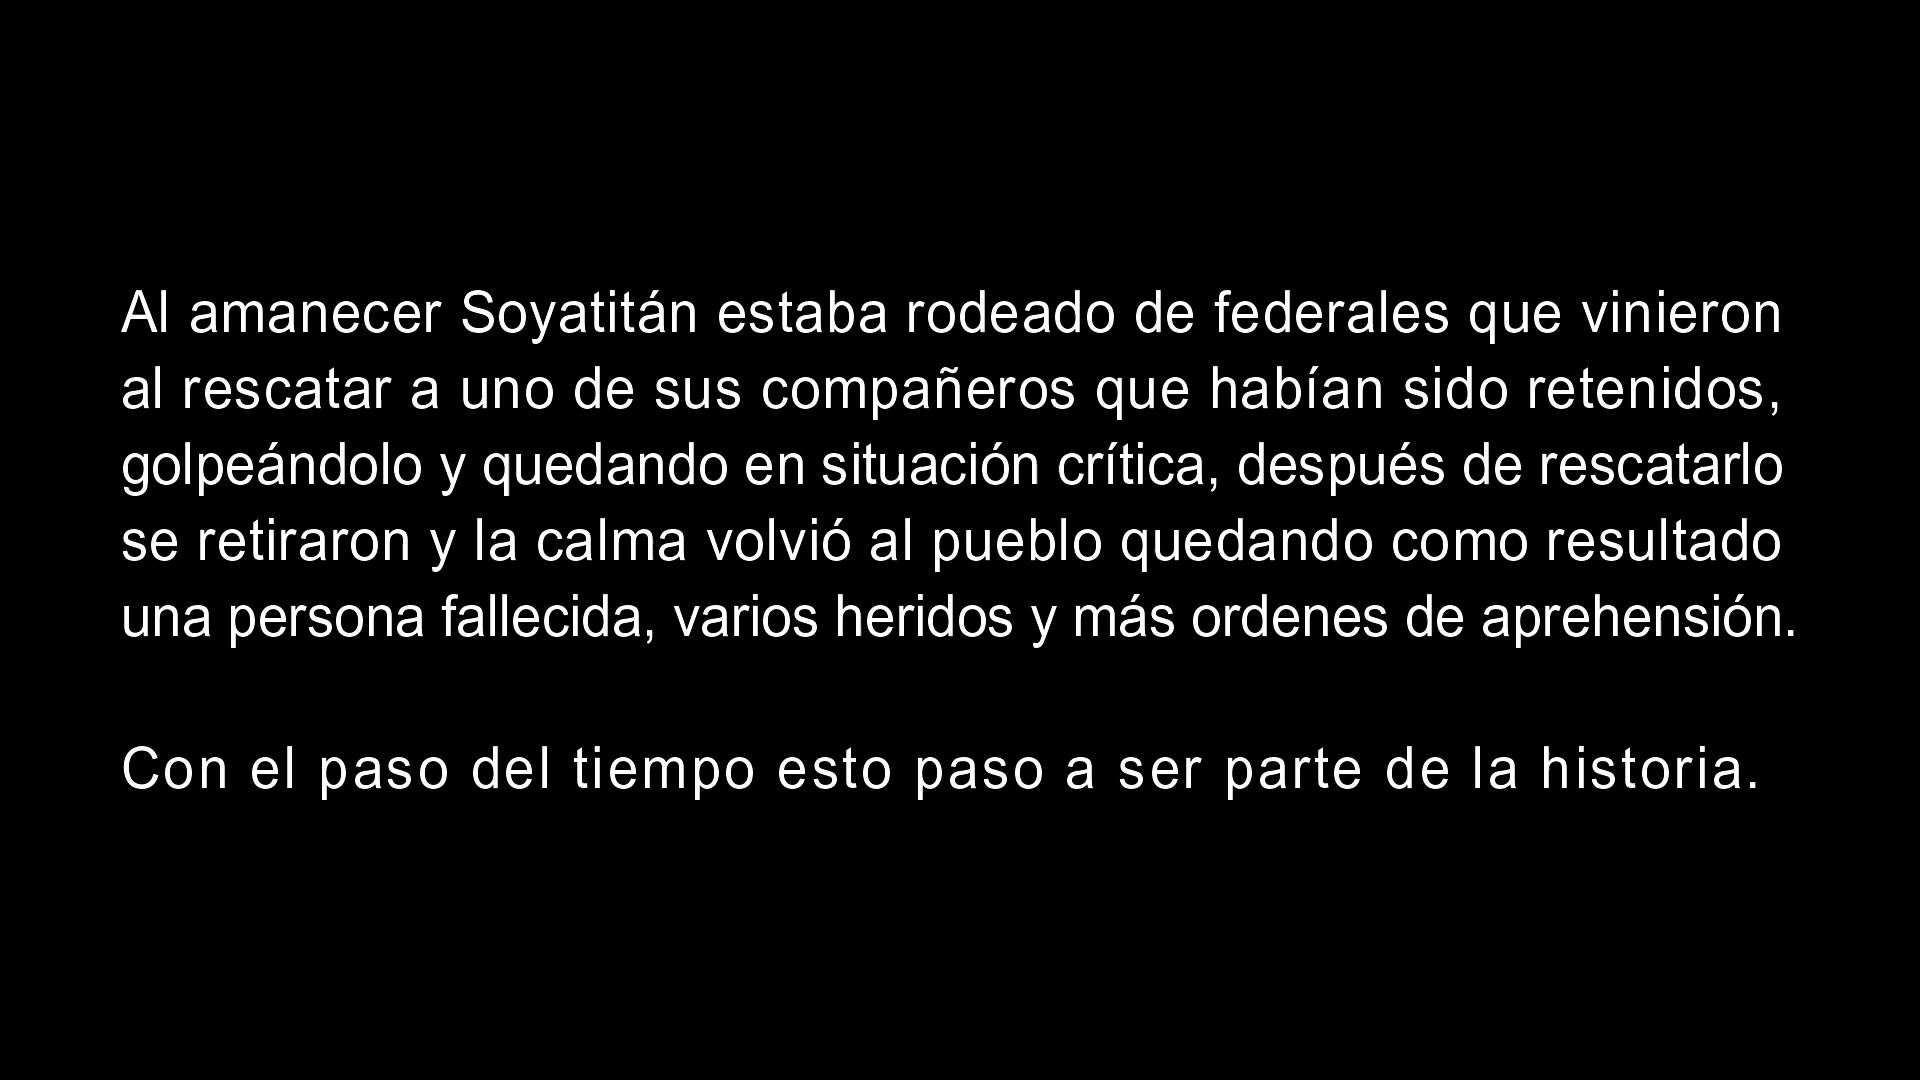 Al amanecer Soyatitán estaba rodeado de federales que vinieron
al rescatar a uno de sus compañeros que habían sido retenidos,
golpeándolo y quedando en situación crítica, después de rescatarlo
se retiraron y la calma volvió al pueblo quedando como resultado
una persona fallecida, varios heridos y más ordenes de aprehensión.
Con el paso del tiempo esto paso a ser parte de la historia.